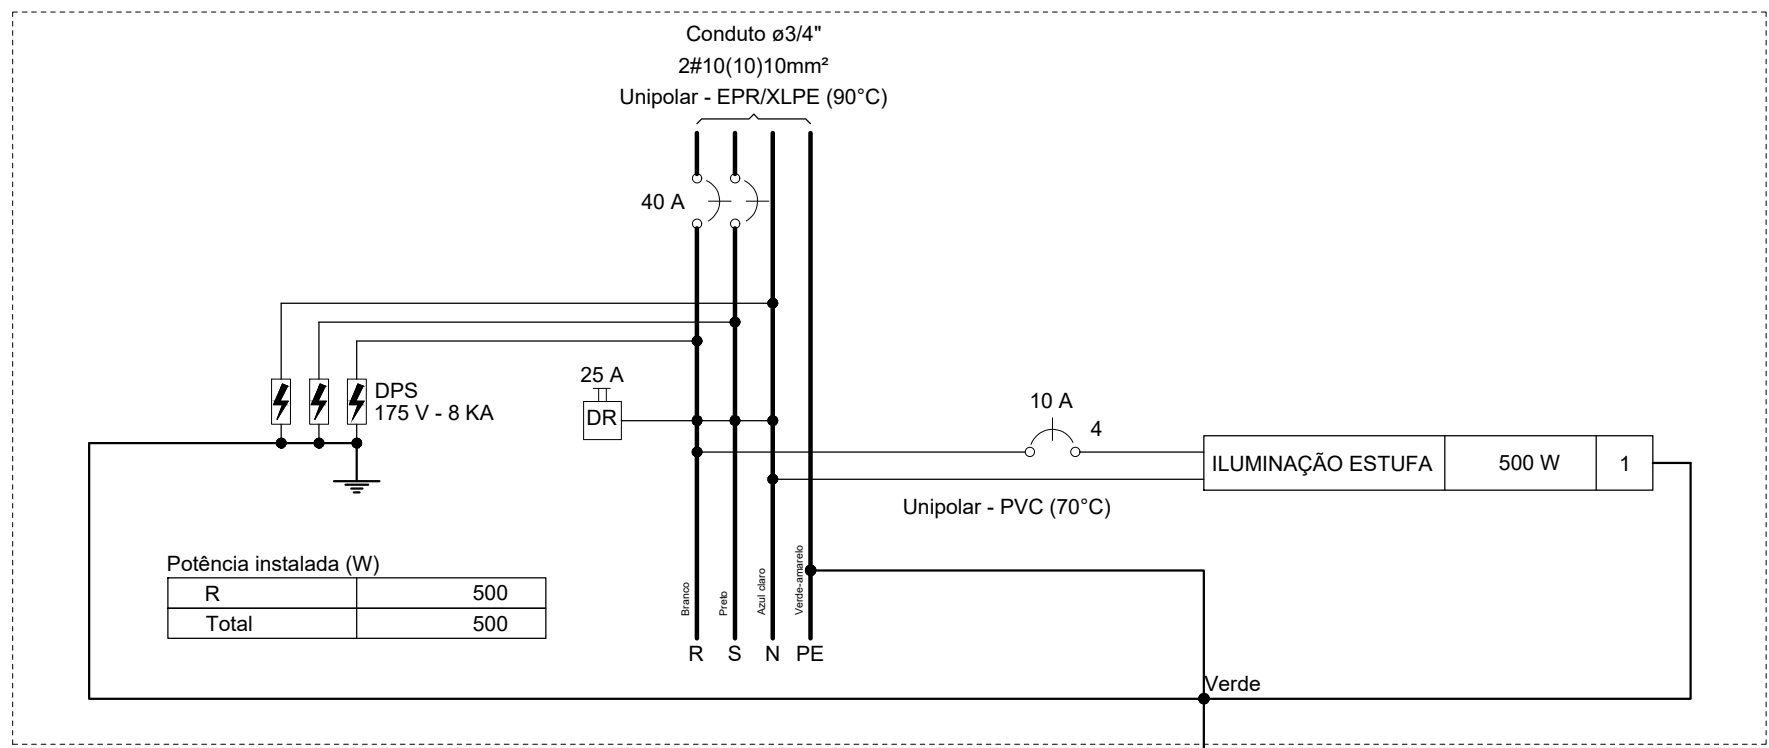 Conduto ø3/4"
2#10(10)10mm²
Unipolar - EPR/XLPE (90°C)
40 A
DPS
175 V - 8 KA
25 A
DR
10 A
4
ILUMINAÇÃO ESTUFA 500 W 1
Unipolar - PVC (70°C)
Potência instalada (W)
R 500
Total 500
Branco
Preto
Azul claro
Verde-amarelo
R S N PE
Verde